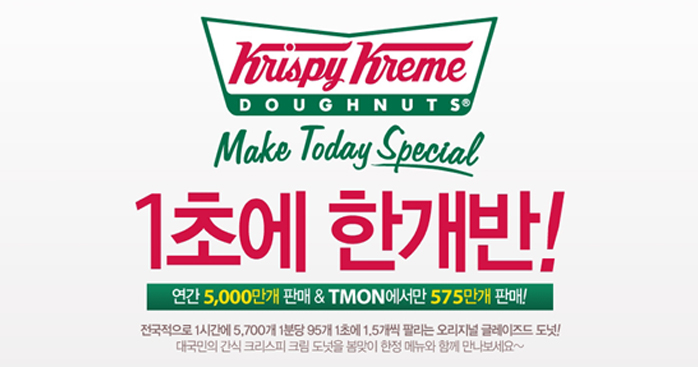 Krispy Kreme
DOUGHNUTS®
Make Today Special
1초에 한개반!
연간 5,000만개 판매 & TMON에서만 575만개 판매!
전국적으로 1시간에 5,700개 1분당 95개 1초에 1.5개씩 팔리는 오리지널 글레이즈드 도넛!
대국민의 간식 크리스피 크림 도넛을 봄맞이 한정 메뉴와 함께 만나보세요~